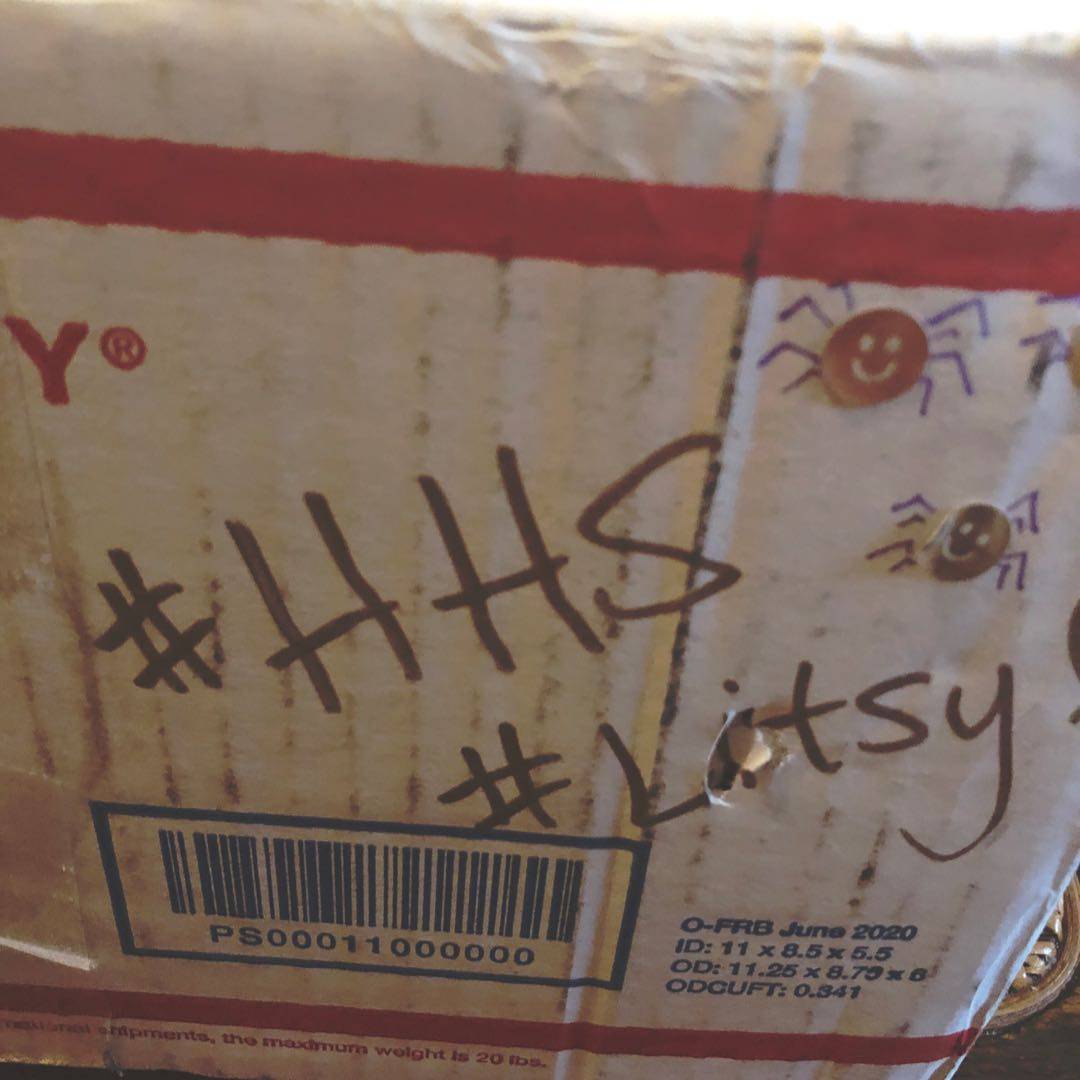 Y®
#HHS
#Litsy
PS00011000000
O-FRB June 2020
ID: 11 x 8.5 x 5.5
OD: 11.25 x 8.75 x 6
ODCUFT: 0.341
shipments, the maximum weight is 20 lbs.